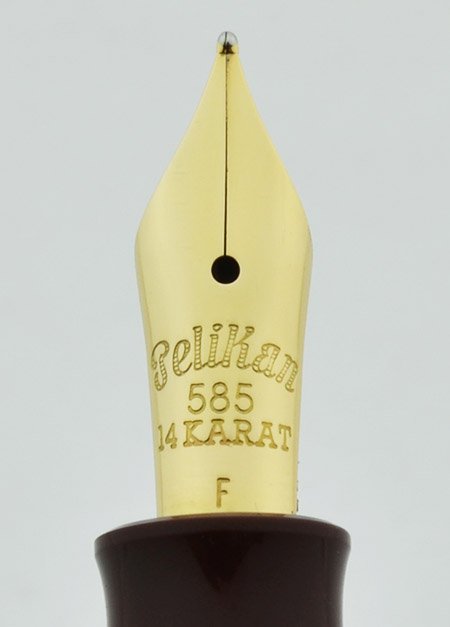 Pelikan
585
14 KARAT
F